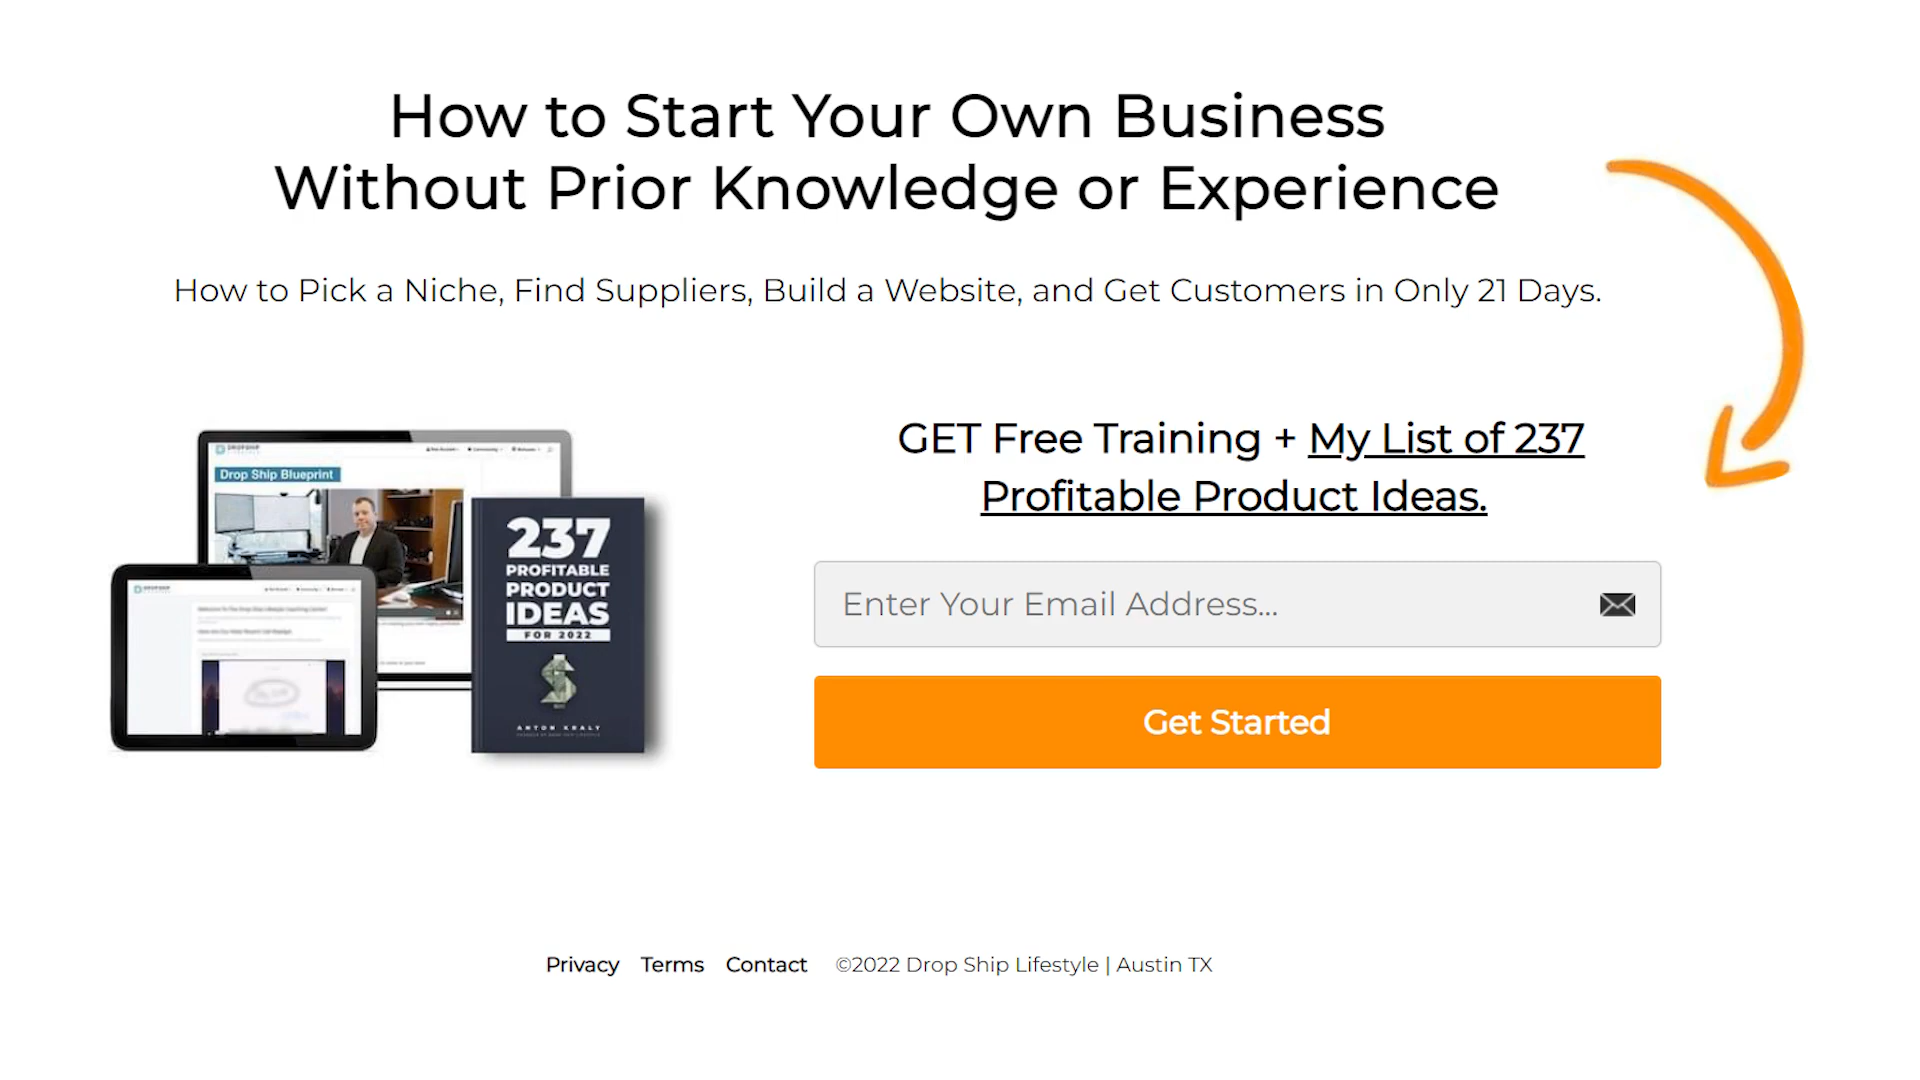 How to Start Your Own Business
Without Prior Knowledge or Experience
How to Pick a Niche, Find Suppliers, Build a Website, and Get Customers in Only 21 Days.
GET Free Training + My List of 237
Profitable Product Ideas.
Enter Your Email Address...
Get Started
DROPSHIP
Drop Ship Blueprint
237
PROFITABLE
PRODUCT
IDEAS
FOR 2022
ANTON KRALY
Privacy Terms Contact ©2022 Drop Ship Lifestyle | Austin TX